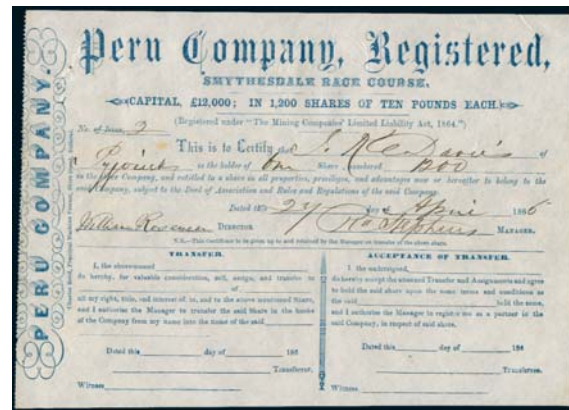 PERU COMPANY.
Peru Company, Registered,
SMYTHESDALE RACE COURSE.
CAPITAL, £12,000; IN 1,200 SHARES OF TEN POUNDS EACH.
(Registered under "The Mining Companies' Limited Liability Act, 1864.")
No. of Issue, 2
This is to Certify that of
is the holder of One Share numbered 1200
in the above Company, and entitled to a share in all properties, privileges, and advantages now or hereafter to belong to the
said Company, subject to the Deed of Association and Rules and Regulations of the said Company.
Dated this 27 day of April 1866
William DIRECTOR. Stephens MANAGER.
N.B.—This Certificate to be given up to and retained by the Manager on transfer of the above share.
TRANSFER.
I, the abovenamed
do hereby, for valuable consideration, sell, assign, and transfer to
of
all my right, title, and interest of, in, and to the above mentioned Share,
and I authorise the Manager to transfer the said Share in the books
of the Company from my name into the name of the said
Dated this day of 186
Transferror.
Witness
ACCEPTANCE OF TRANSFER.
I the undersigned,
do hereby accept the above Transfer and Assignments and agree
to hold the said share upon the same terms and conditions as
the said held the same,
and I authorise the Manager to register me as a partner in the
said Company, in respect of said share.
Dated this day of 186
Transferree.
Witness